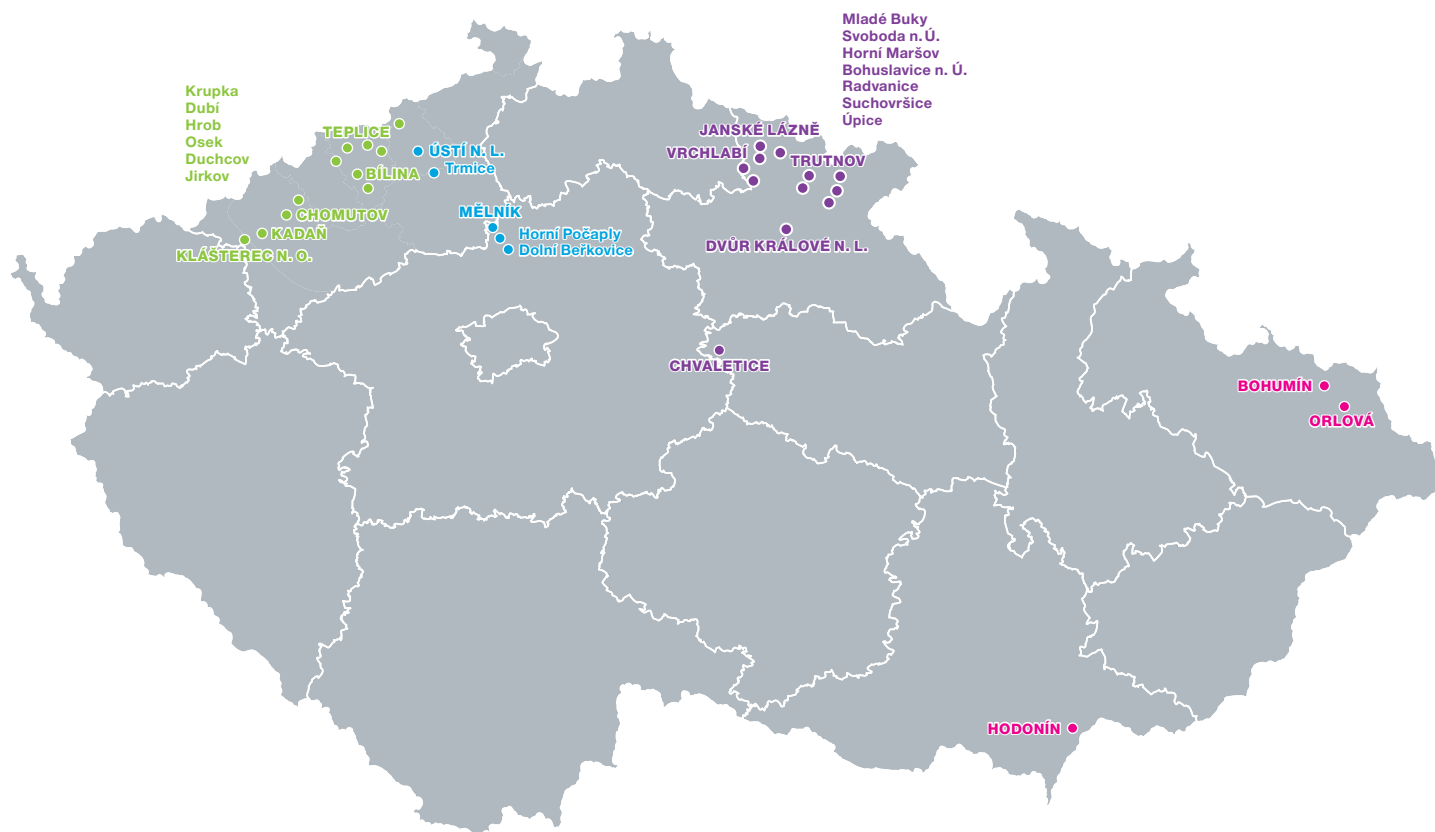 Mladé Buky
Svoboda n. Ú.
Horní Maršov
Bohuslavice n. Ú.
Radvanice
Suchovršice
Úpice
Krupka
Dubí
Hrob
Osek
Duchcov
Jirkov
TEPLICE
BÍLINA
CHOMUTOV
KADAŇ
KLÁŠTEREC N. O.
ÚSTÍ N. L.
Trmice
MĚLNÍK
Horní Počaply
Dolní Beřkovice
JANSKÉ LÁZNĚ
VRCHLABÍ
TRUTNOV
DVŮR KRÁLOVÉ N. L.
CHVALETICE
BOHUMÍN
ORLOVÁ
HODONÍN